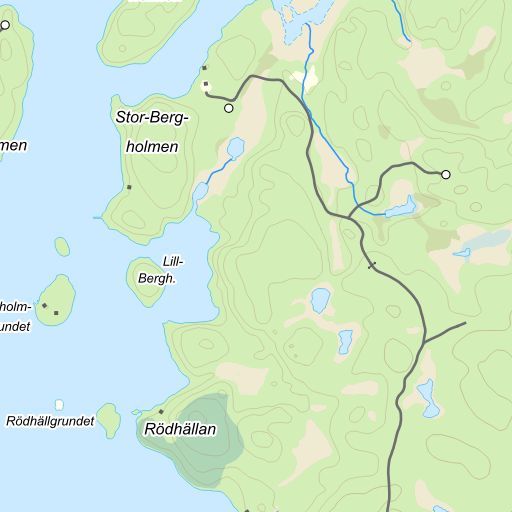 Stor-Berg-
holmen
men
Lill-
Bergh.
holm-
undet
Rödhällgrundet
Rödhällan